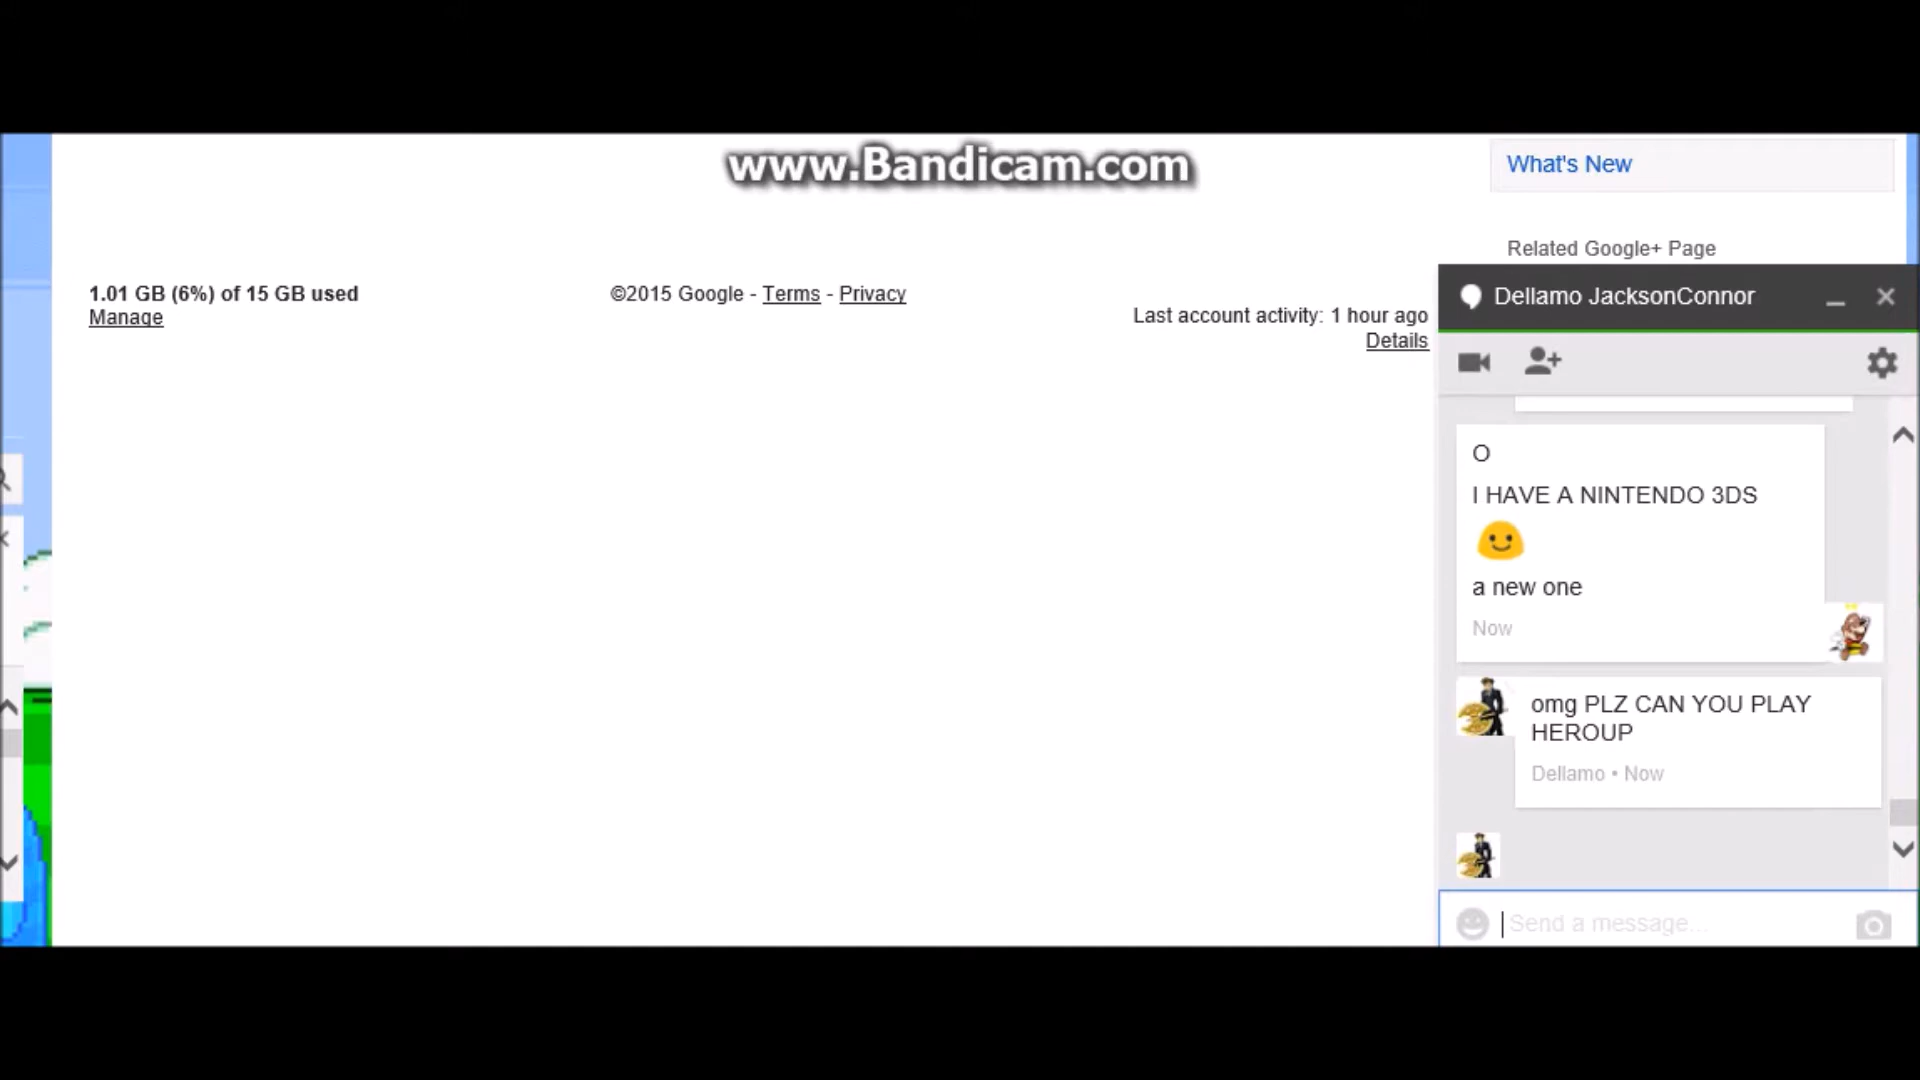 www.Bandicam.com
What's New
Related Google+ Page
1.01 GB (6%) of 15 GB used
Manage
©2015 Google - Terms - Privacy
Last account activity: 1 hour ago
Details
Dellamo JacksonConnor
O
I HAVE A NINTENDO 3DS
a new one
Now
omg PLZ CAN YOU PLAY
HEROUP
Dellamo • Now
Send a message...